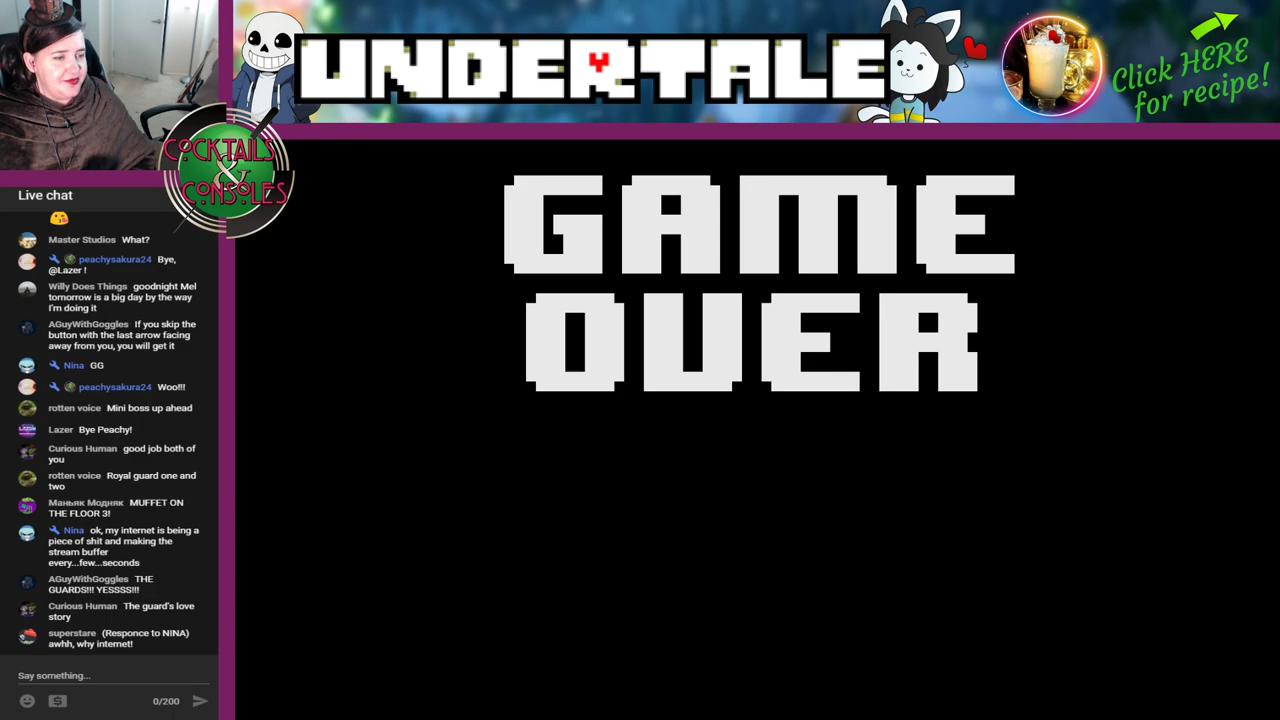 UNDERTALE
Click HERE
for recipe!
COCKTAILS
&
CONSOLES
Live chat
Master Studios What?
peachysakura24 Bye,
@Lazer !
Willy Does Things goodnight Mel
tomorrow is a big day by the way
I'm doing it
AGuyWithGoggles If you skip the
button with the last arrow facing
away from you, you will get it
Nina GG
peachysakura24 Woo!!!
rotten voice Mini boss up ahead
Lazer Bye Peachy!
Curious Human good job both of
you
rotten voice Royal guard one and
two
Маньяк Модняк MUFFET ON
THE FLOOR 3!
Nina ok, my internet is being a
piece of shit and making the
stream buffer
every...few...seconds
AGuyWithGoggles THE
GUARDS!!! YESSSS!!!
Curious Human The guard's love
story
superstare (Responce to NINA)
awhh, why internet!
Say something...
0/200
GAME
OVER